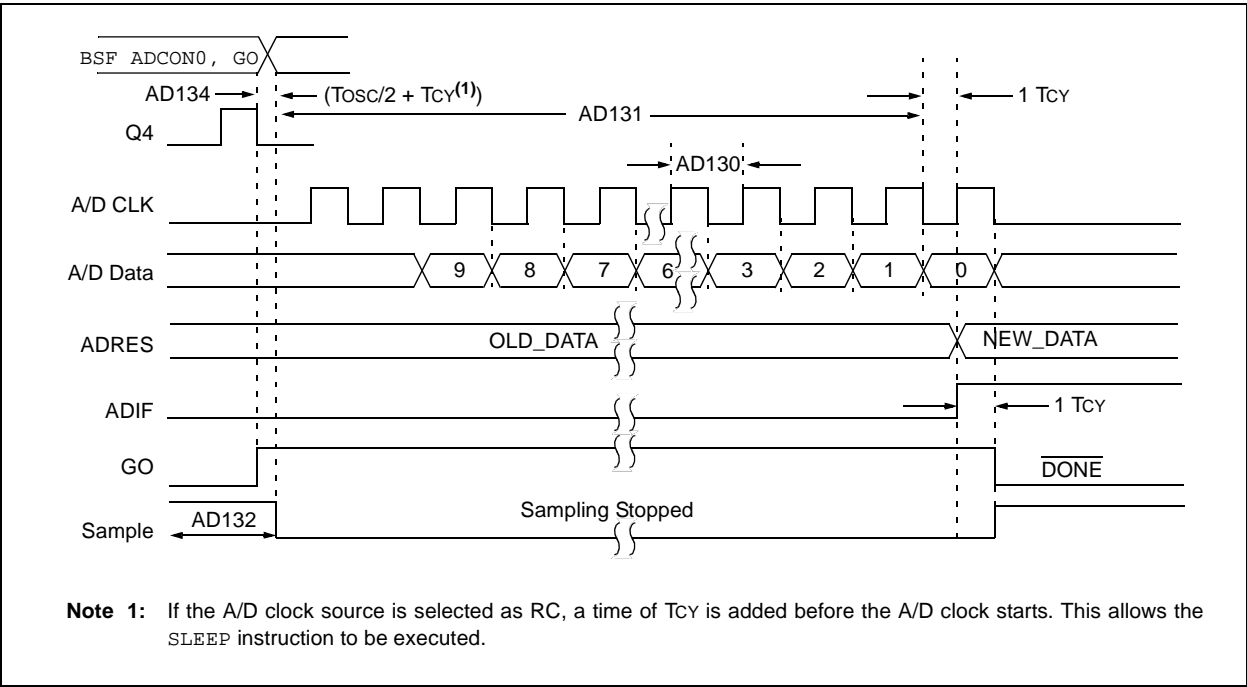 BSF ADCON0, GO
AD134
(TOSC/2 + TCY(1))
AD131
1 TCY
Q4
AD130
A/D CLK
A/D Data
9 8 7 6 3 2 1 0
ADRES
OLD_DATA
NEW_DATA
ADIF
1 TCY
GO
DONE
Sample
AD132
Sampling Stopped
Note 1: If the A/D clock source is selected as RC, a time of TCY is added before the A/D clock starts. This allows the
SLEEP instruction to be executed.